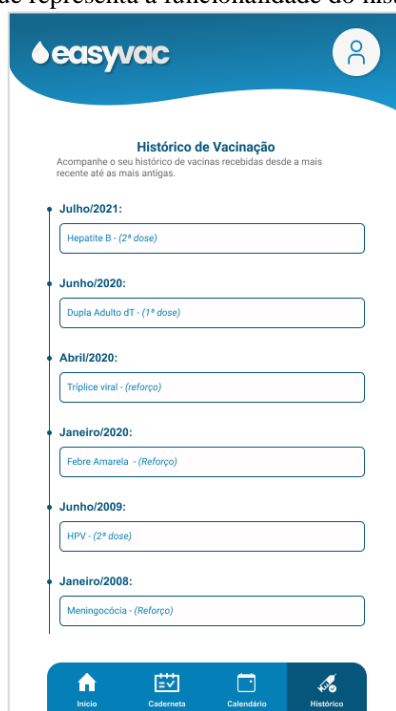 easyvac
Histórico de Vacinação
Acompanhe o seu histórico de vacinas recebidas desde a mais
recente até as mais antigas.
Julho/2021:
Hepatite B - (2ª dose)
Junho/2020:
Dupla Adulto dT - (1ª dose)
Abril/2020:
Tríplice viral - (reforço)
Janeiro/2020:
Febre Amarela - (Reforço)
Junho/2009:
HPV - (2ª dose)
Janeiro/2008:
Meningocócia - (Reforço)
Início Caderneta Calendário Histórico